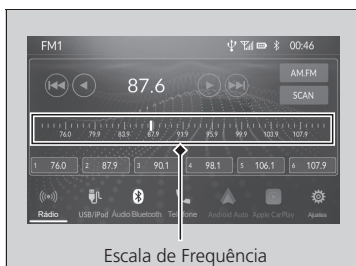 FM1 00:46
87.6
AM.FM
SCAN
76.0 79.9 83.9 87.9 91.9 95.9 99.9 103.9 107.9
1 76.0 2 87.9 3 90.1 4 98.1 5 106.1 6 107.9
Rádio USB/iPod Áudio Bluetooth Telefone Android Auto Apple CarPlay Ajustes
Escala de Frequência